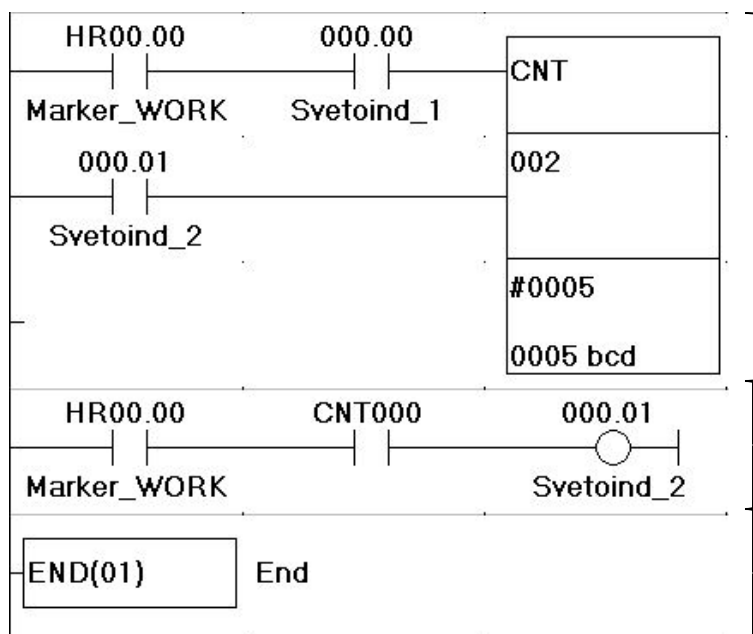 HR00.00 000.00
CNT
Marker_WORK Svetoind_1
000.01 002
Svetoind_2
#0005
0005 bcd
HR00.00 CNT000 000.01
Marker_WORK Svetoind_2
END(01) End